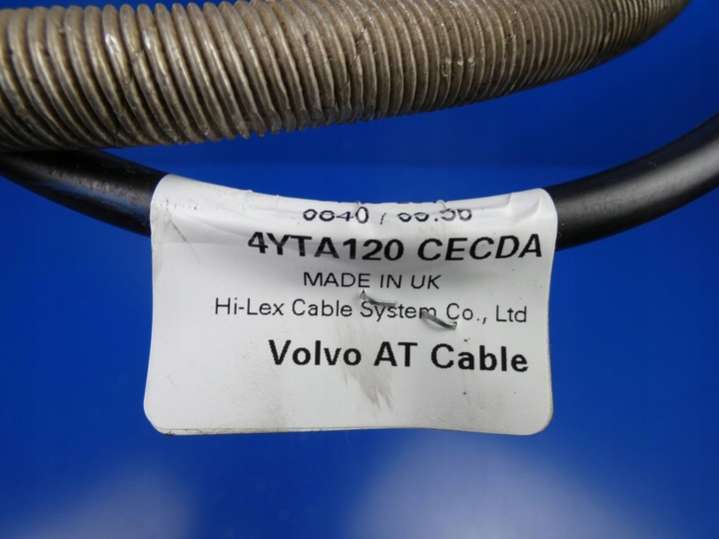 4YTA120 CECDA
MADE IN UK
Hi-Lex Cable System Co., Ltd
Volvo AT Cable